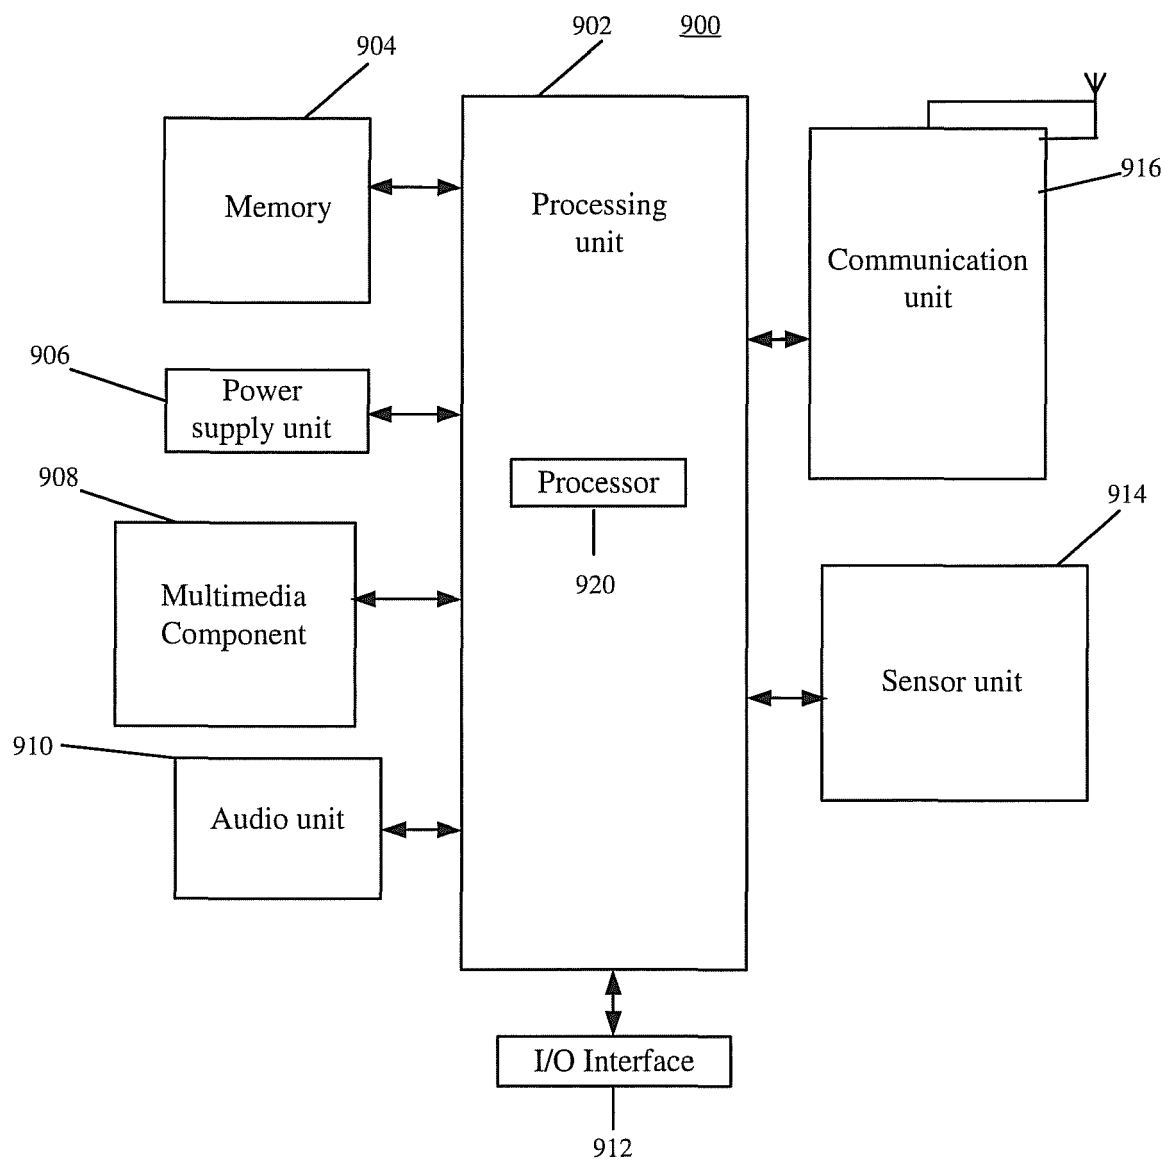 902
900
904
Memory
Processing
unit
916
Communication
unit
906
Power
supply unit
908
Processor
920
914
Multimedia
Component
Sensor unit
910
Audio unit
I/O Interface
912